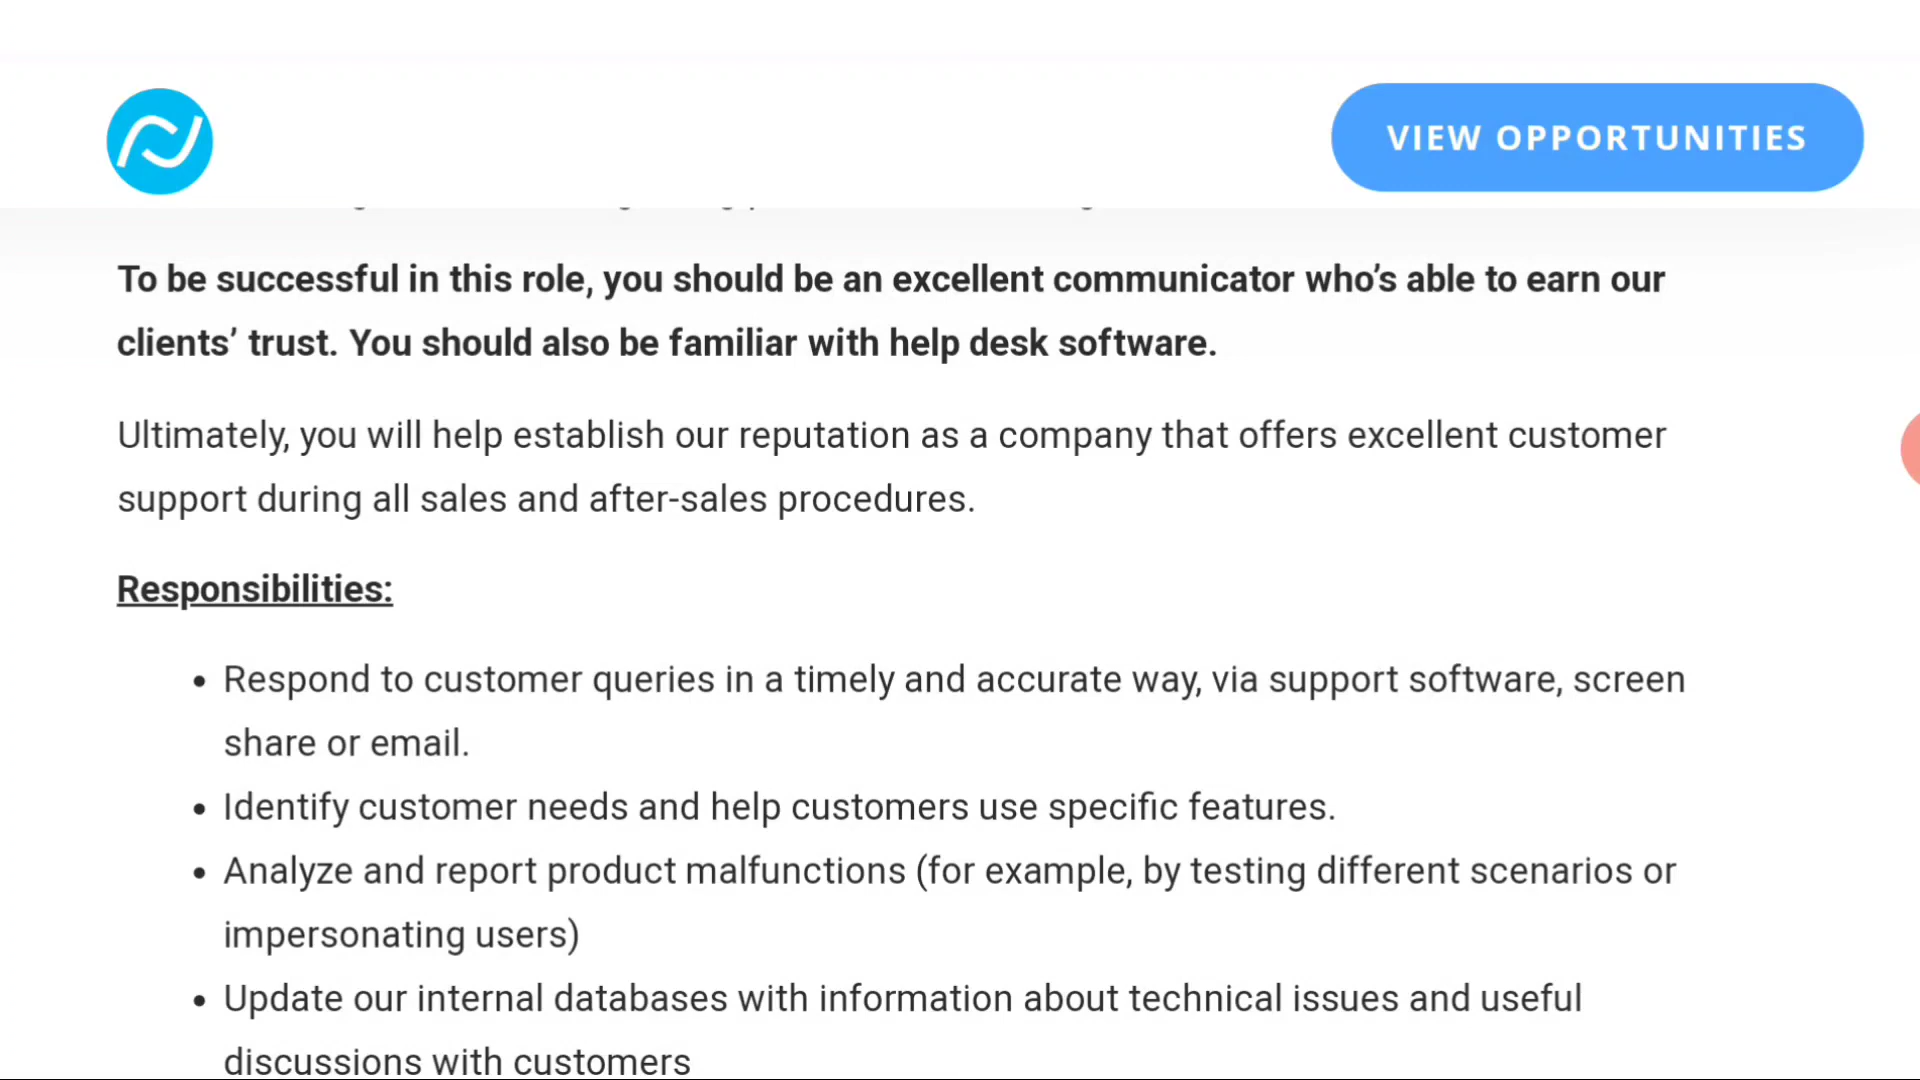 VIEW OPPORTUNITIES
To be successful in this role, you should be an excellent communicator who’s able to earn our
clients’ trust. You should also be familiar with help desk software.
Ultimately, you will help establish our reputation as a company that offers excellent customer
support during all sales and after-sales procedures.
Responsibilities:
• Respond to customer queries in a timely and accurate way, via support software, screen
share or email.
• Identify customer needs and help customers use specific features.
• Analyze and report product malfunctions (for example, by testing different scenarios or
impersonating users)
• Update our internal databases with information about technical issues and useful
discussions with customers